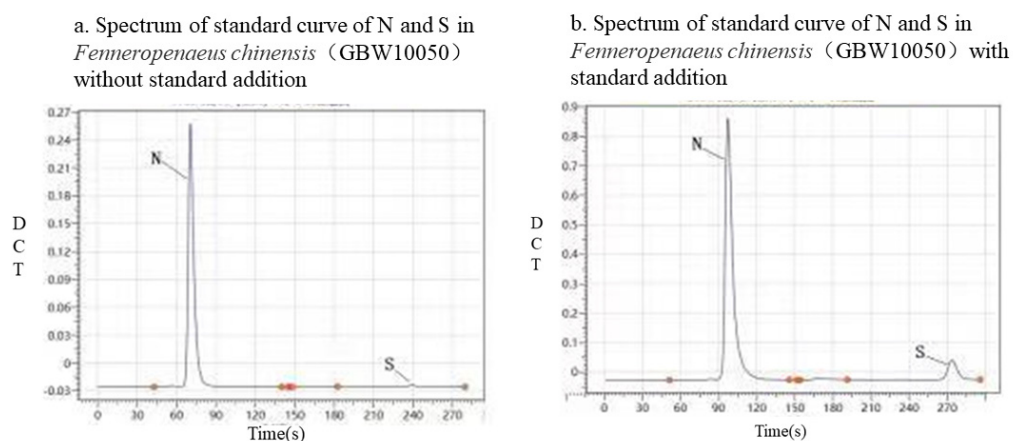 a. Spectrum of standard curve of N and S in
Fenneropenaeus chinensis（GBW10050）
without standard addition
0.27
0.24
0.21
0.18
0.15
0.12
0.09
0.06
0.03
0
-0.03
D
C
T
N
S
0 30 60 90 120 150 180 210 240 270
Time(s)
b. Spectrum of standard curve of N and S in
Fenneropenaeus chinensis（GBW10050）with
standard addition
0.9
0.8
0.7
0.6
0.5
0.4
0.3
0.2
0.1
0
D
C
T
N
S
0 30 60 90 120 150 180 210 240 270
Time(s)